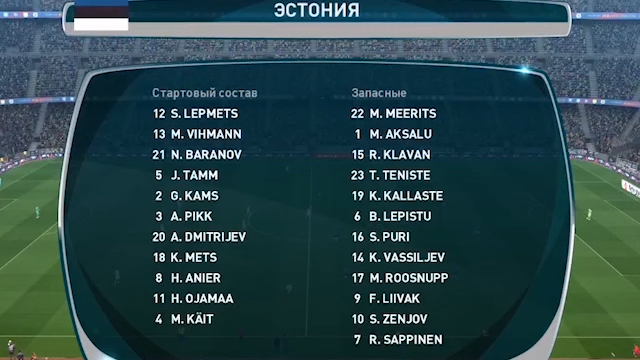 ЭСТОНИЯ
Стартовый состав
12 S. LEPMETS
13 M. VIHMANN
21 N. BARANOV
5 J. TAMM
2 G. KAMS
3 A. PIKK
20 A. DMITRIJEV
18 K. METS
8 H. ANIER
11 H. OJAMAA
4 M. KÄIT
Запасные
22 M. MEERITS
1 M. AKSALU
15 R. KLAVAN
23 T. TENISTE
19 K. KALLASTE
6 B. LEPISTU
16 S. PURI
14 K. VASSILJEV
17 M. ROOSNUPP
9 F. LIIVAK
10 S. ZENJOV
7 R. SAPPINEN